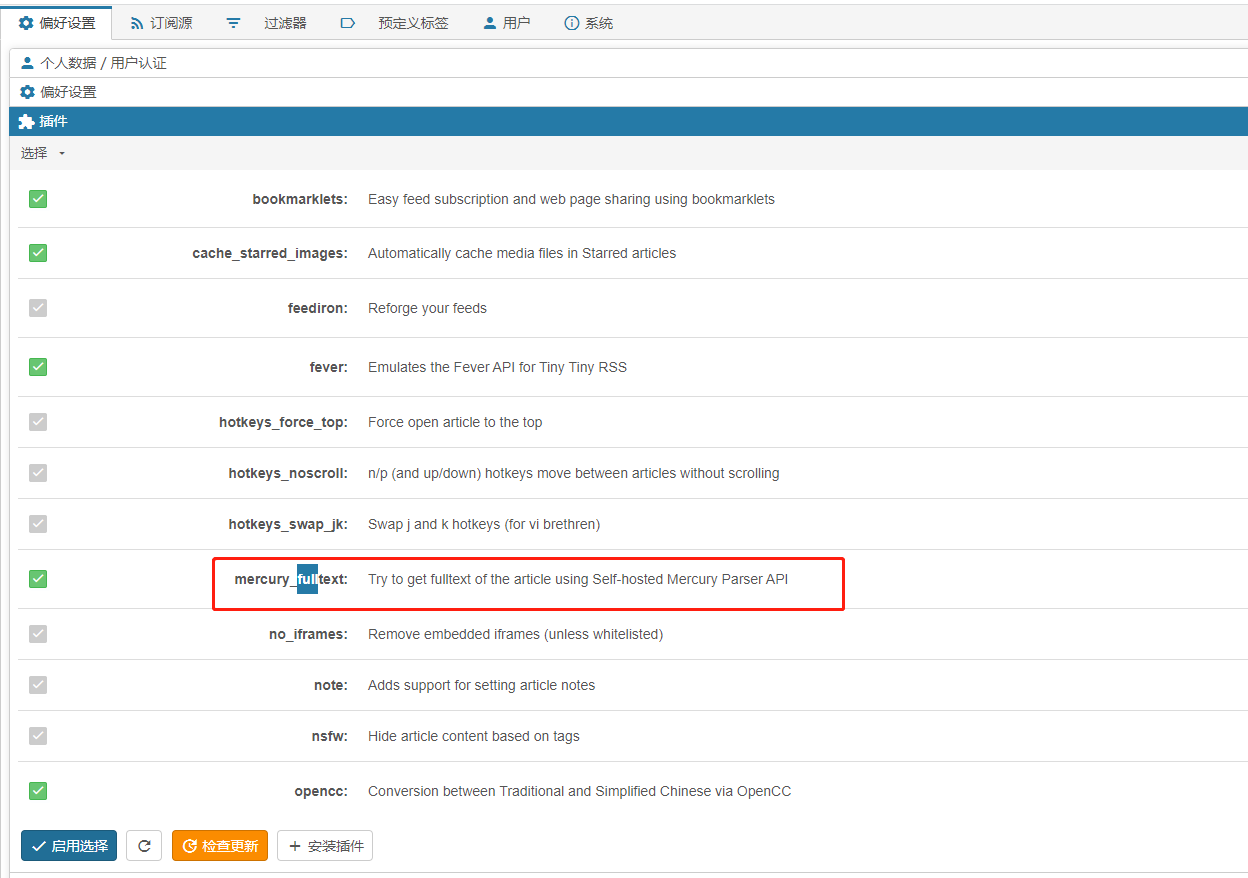 偏好设置 订阅源 过滤器 预定义标签 用户 系统
个人数据 / 用户认证
偏好设置
插件
选择
bookmarklets: Easy feed subscription and web page sharing using bookmarklets
cache_starred_images: Automatically cache media files in Starred articles
feediron: Reforge your feeds
fever: Emulates the Fever API for Tiny Tiny RSS
hotkeys_force_top: Force open article to the top
hotkeys_noscroll: n/p (and up/down) hotkeys move between articles without scrolling
hotkeys_swap_jk: Swap j and k hotkeys (for vi brethren)
mercury_fulltext: Try to get fulltext of the article using Self-hosted Mercury Parser API
no_iframes: Remove embedded iframes (unless whitelisted)
note: Adds support for setting article notes
nsfw: Hide article content based on tags
opencc: Conversion between Traditional and Simplified Chinese via OpenCC
启用选择 检查更新 安装插件